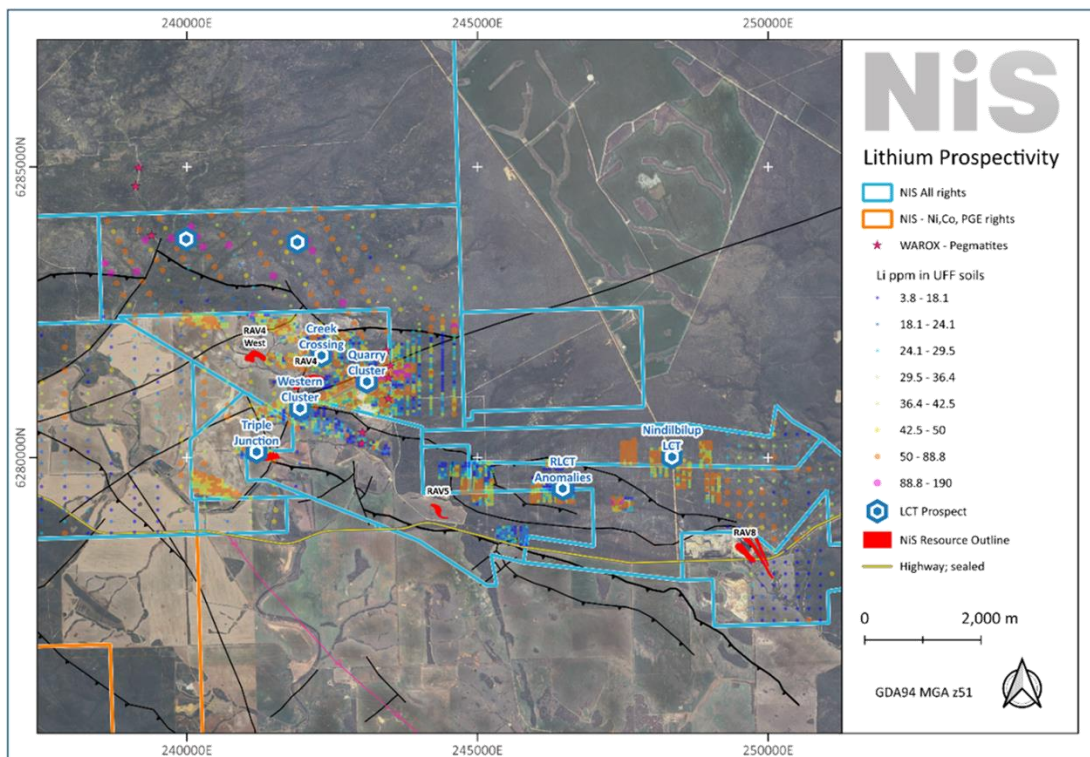 240000E 245000E 250000E
6285000N
6280000N
RAV4
West
Creek
Crossing
RAV4
Quarry
Cluster
Western
Cluster
Triple
Junction
Nindilbilup
LCT
RLCT
Anomalies
RAV5
RAV8
240000E 245000E 250000E
NiS
Lithium Prospectivity
NIS All rights
NIS - Ni,Co, PGE rights
WAROX - Pegmatites
Li ppm in UFF soils
3.8 - 18.1
18.1 - 24.1
24.1 - 29.5
29.5 - 36.4
36.4 - 42.5
42.5 - 50
50 - 88.8
88.8 - 190
LCT Prospect
NiS Resource Outline
Highway; sealed
0 2,000 m
GDA94 MGA z51